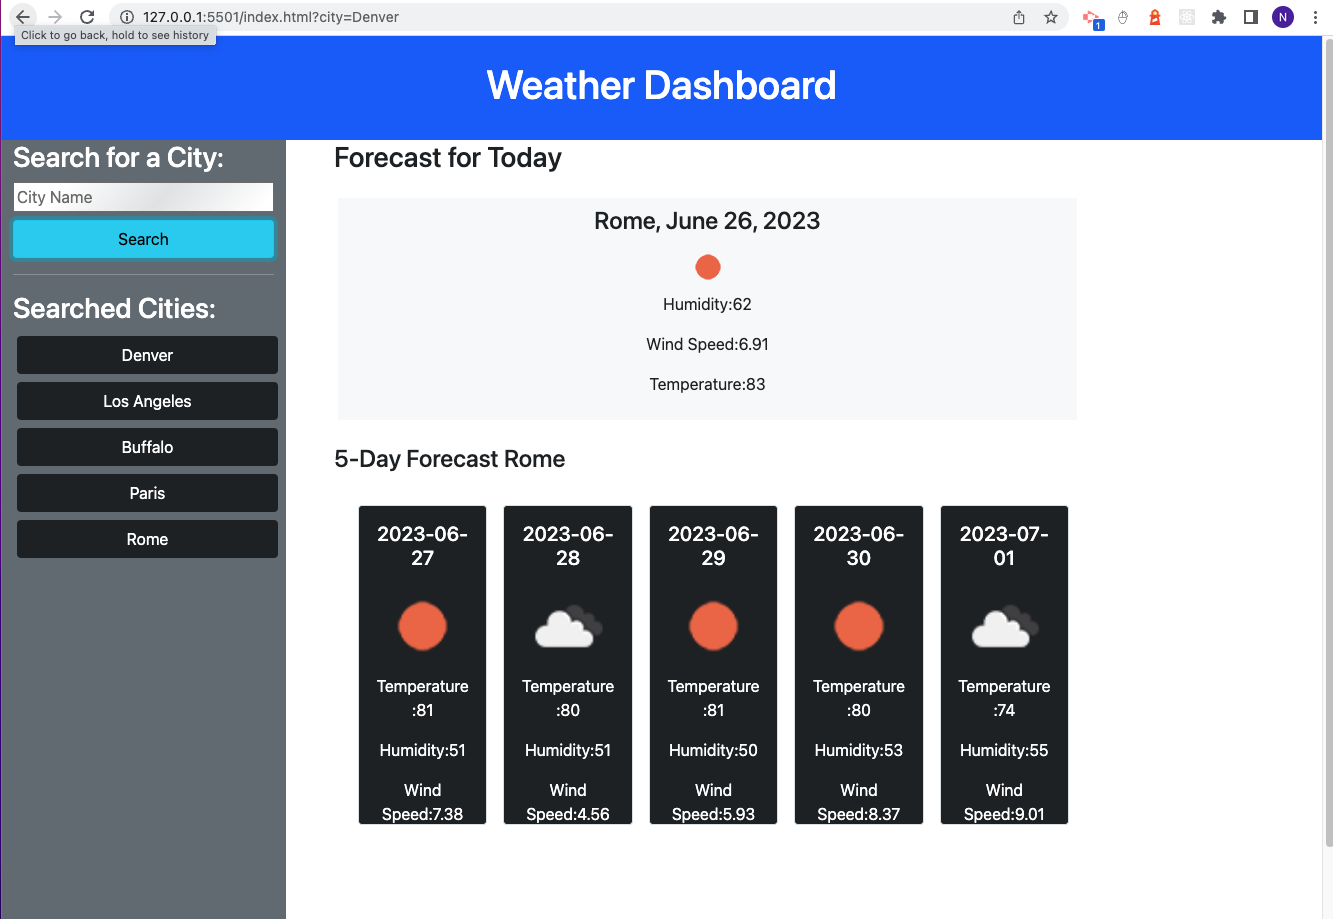 127.0.0.1:5501/index.html?city=Denver
1
N
Click to go back, hold to see history
Weather Dashboard
Search for a City:
City Name
Search
Searched Cities:
Denver
Los Angeles
Buffalo
Paris
Rome
Forecast for Today
Rome, June 26, 2023
Humidity:62
Wind Speed:6.91
Temperature:83
5-Day Forecast Rome
2023-06-
27
Temperature
:81
Humidity:51
Wind
Speed:7.38
2023-06-
28
Temperature
:80
Humidity:51
Wind
Speed:4.56
2023-06-
29
Temperature
:81
Humidity:50
Wind
Speed:5.93
2023-06-
30
Temperature
:80
Humidity:53
Wind
Speed:8.37
2023-07-
01
Temperature
:74
Humidity:55
Wind
Speed:9.01